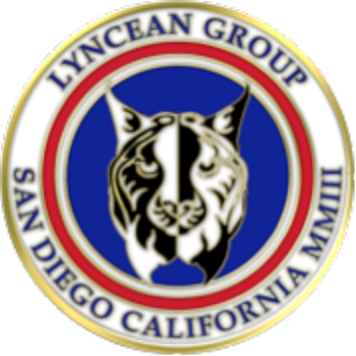 LYNCEAN GROUP
SAN DIEGO CALIFORNIA MMIII